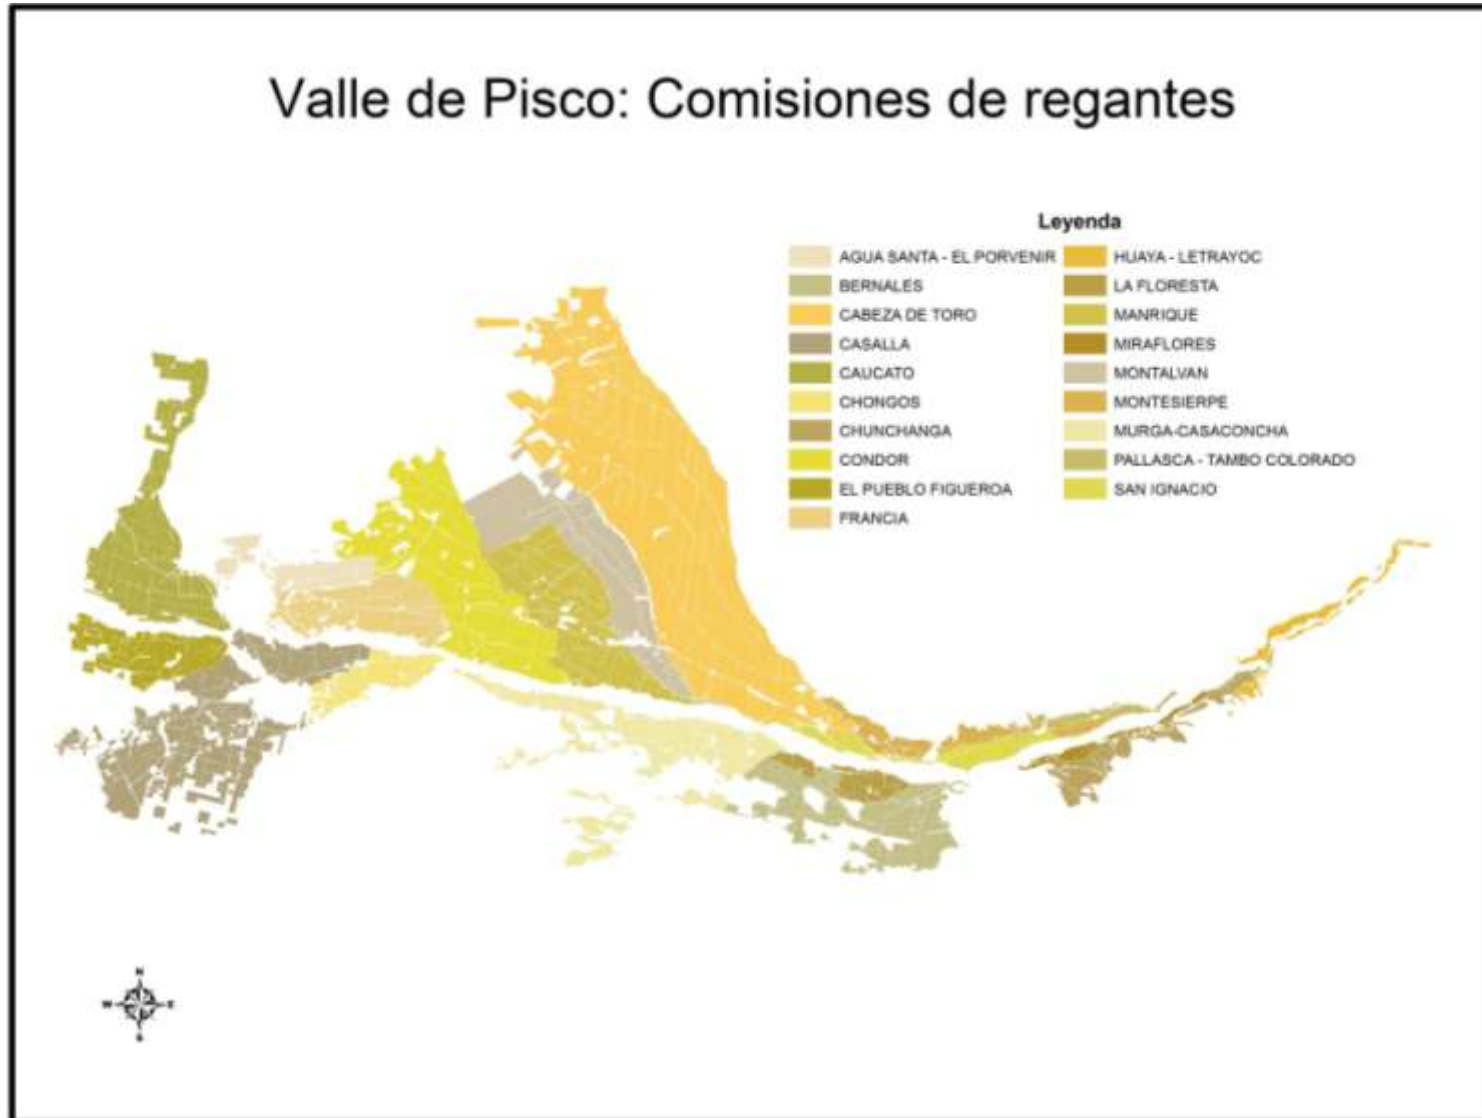 Valle de Pisco: Comisiones de regantes
Leyenda
AGUA SANTA - EL PORVENIR
BERNALES
CABEZA DE TORO
CASALLA
CAUCATO
CHONGOS
CHUNCHANGA
CONDOR
EL PUEBLO FIGUEROA
FRANCIA
HUAYA - LETRAYOC
LA FLORESTA
MANRIQUE
MIRAFLORES
MONTALVAN
MONTESIERPE
MURGA-CASACONCHA
PALLASCA - TAMBO COLORADO
SAN IGNACIO
N
W E
S